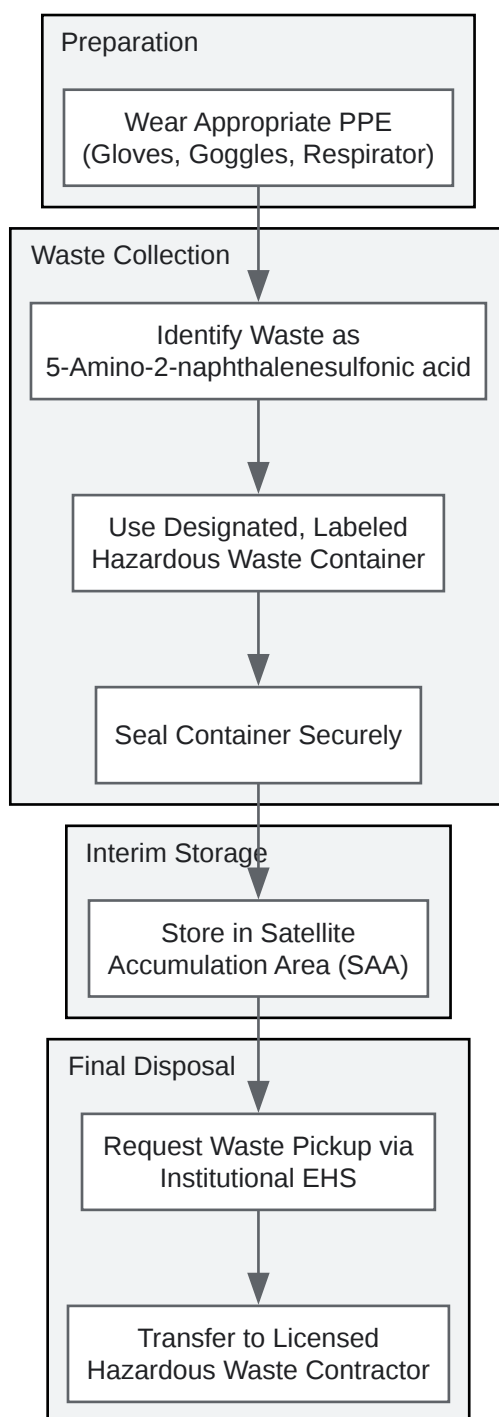 Preparation
Wear Appropriate PPE
(Gloves, Goggles, Respirator)
Waste Collection
Identify Waste as
5-Amino-2-naphthalenesulfonic acid
Use Designated, Labeled
Hazardous Waste Container
Seal Container Securely
Interim Storage
Store in Satellite
Accumulation Area (SAA)
Final Disposal
Request Waste Pickup via
Institutional EHS
Transfer to Licensed
Hazardous Waste Contractor